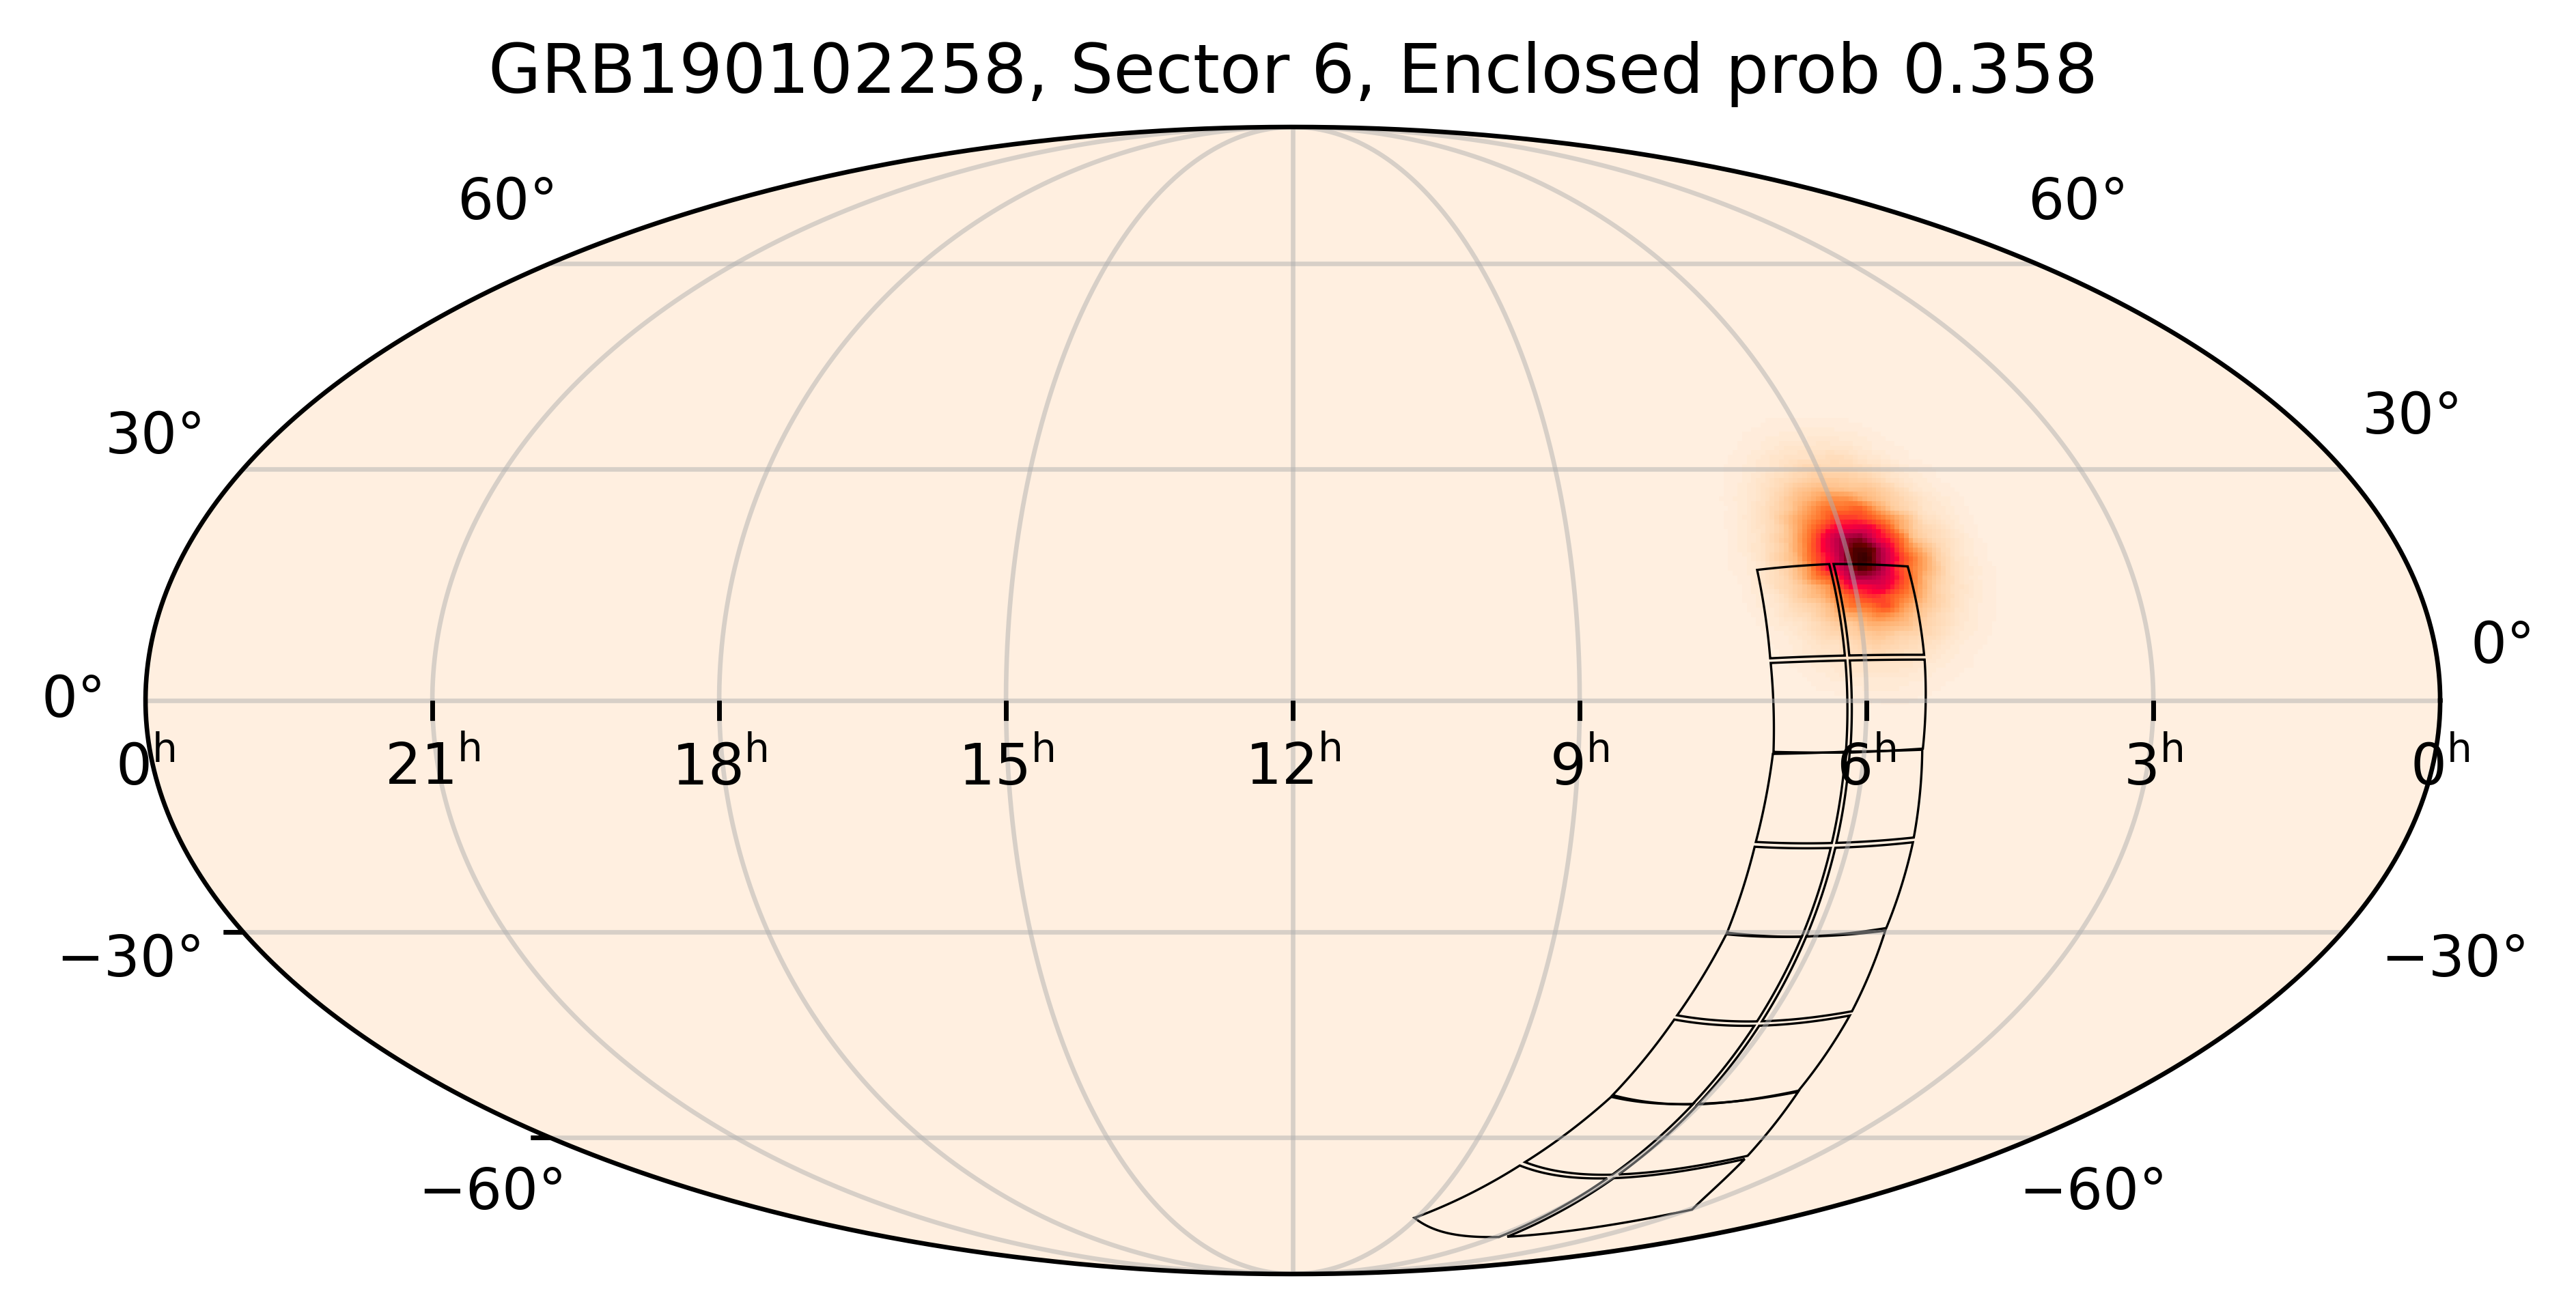 GRB190102258, Sector 6, Enclosed prob 0.358
60° 60°
30° 30°
0° 0°
0ʰ 21ʰ 18ʰ 15ʰ 12ʰ 9ʰ 6ʰ 3ʰ 0ʰ
−30° −30°
−60° −60°